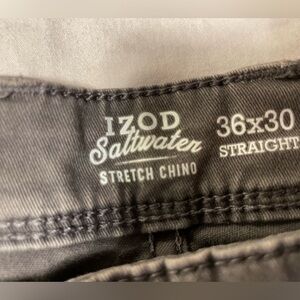 IZOD
Saltwater
STRETCH CHINO
36x30
STRAIGHT